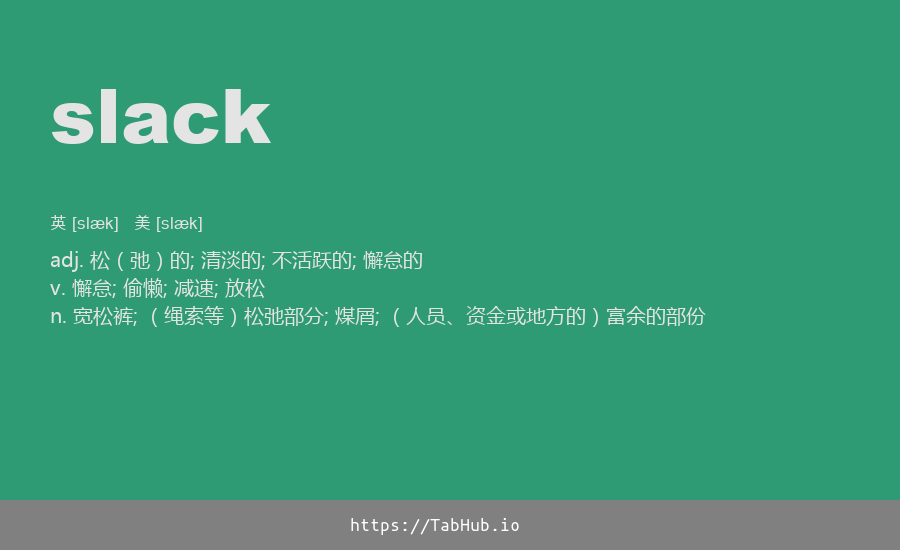 slack
英 [slæk] 美 [slæk]
adj. 松（弛）的; 清淡的; 不活跃的; 懈怠的
v. 懈怠; 偷懒; 减速; 放松
n. 宽松裤; （绳索等）松弛部分; 煤屑; （人员、资金或地方的）富余的部份
https://TabHub.io